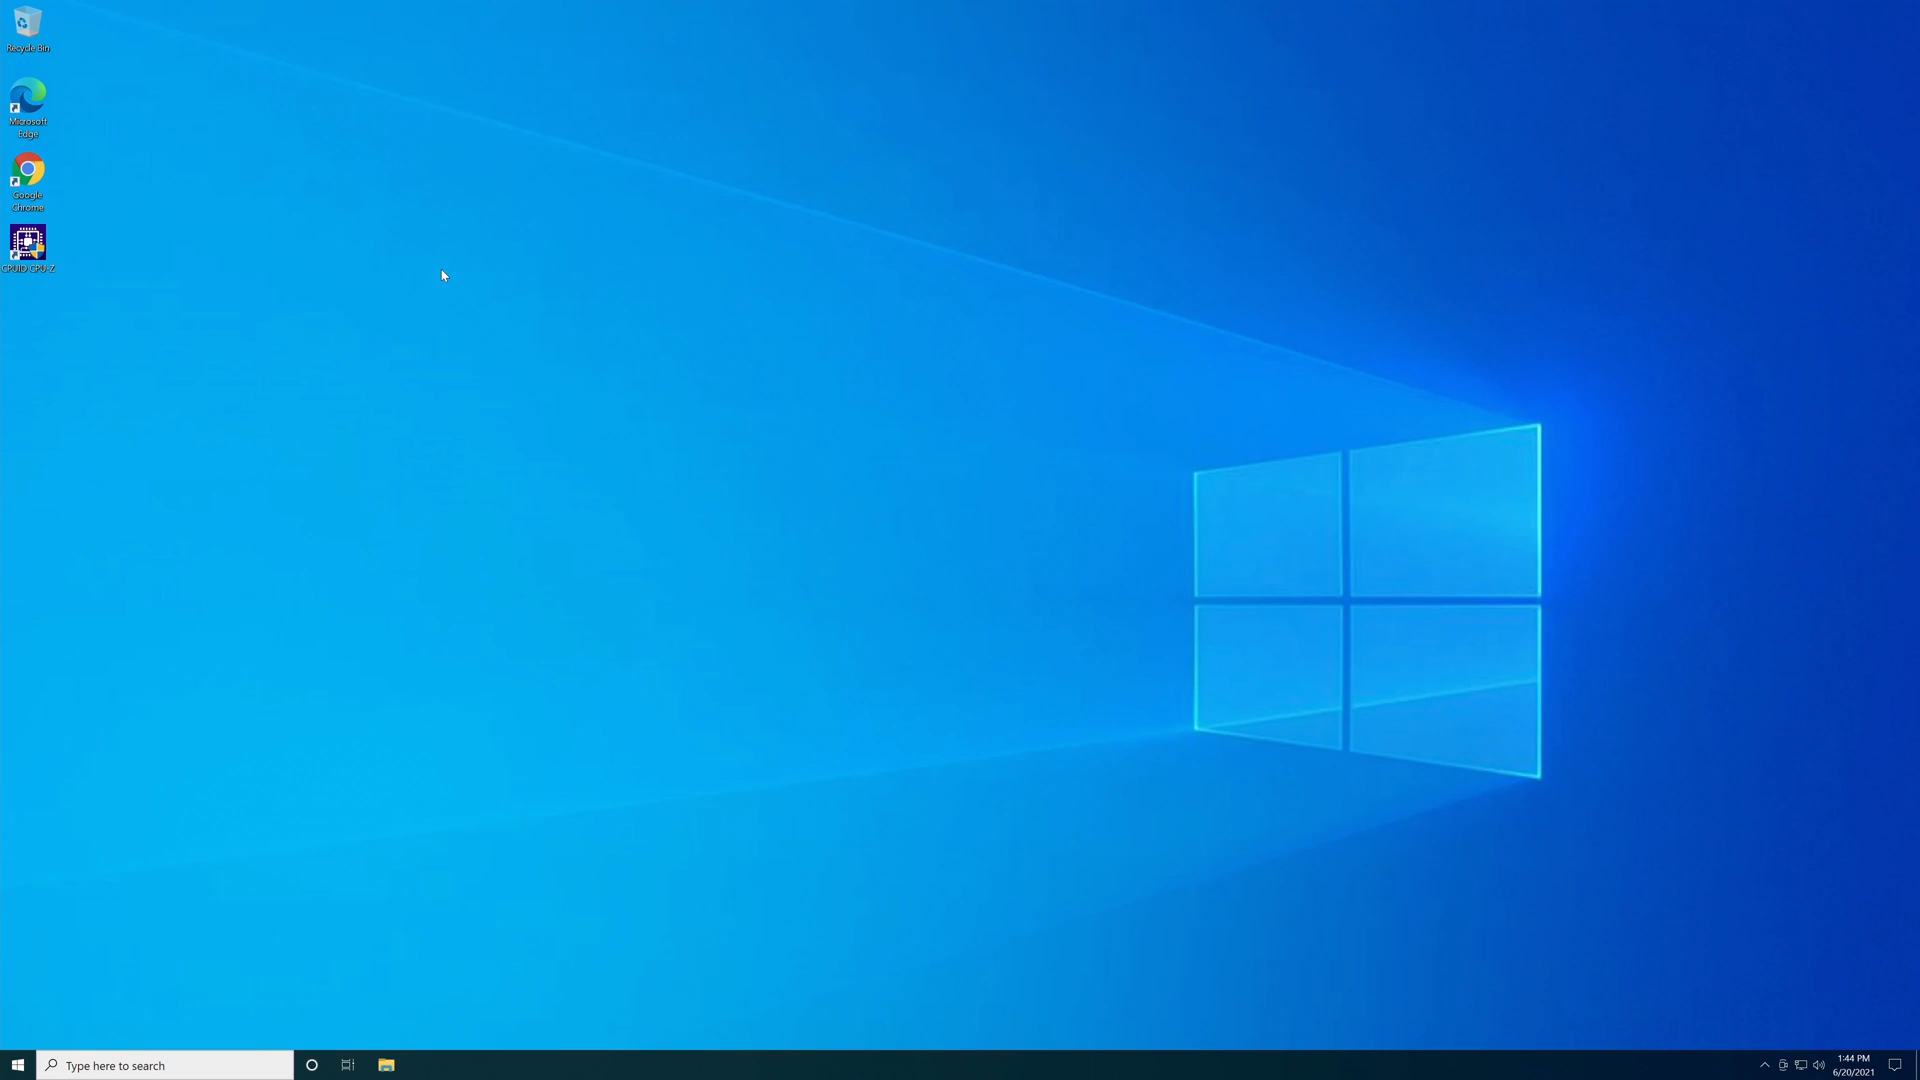 Recycle Bin
Microsoft
Edge
Google
Chrome
CPUID CPU-Z
Type here to search
1:44 PM
6/20/2021